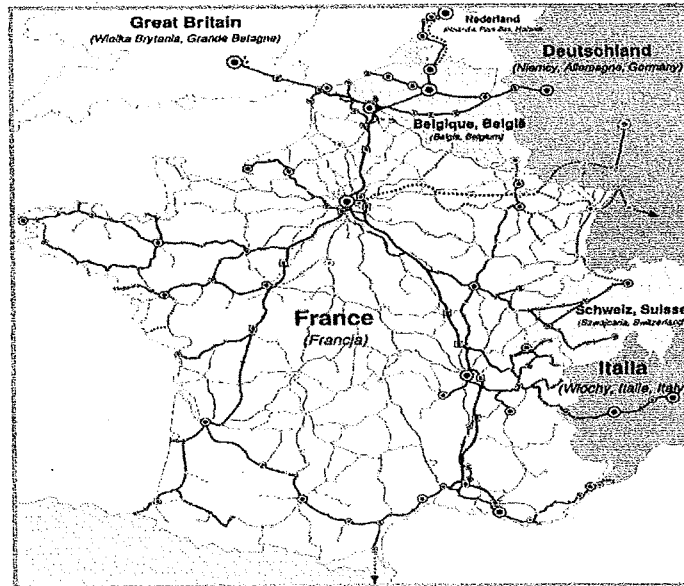 Great Britain
(Wielka Brytania, Grande Betagne)
Nederland
Deutschland
(Niemcy, Allemagne, Germany)
Belgique, België
(Belgia, Belgium)
France
(Francja)
Schweiz, Suisse
(Szwajcaria, Switzerland)
Italia
(Włochy, Italie, Italy)